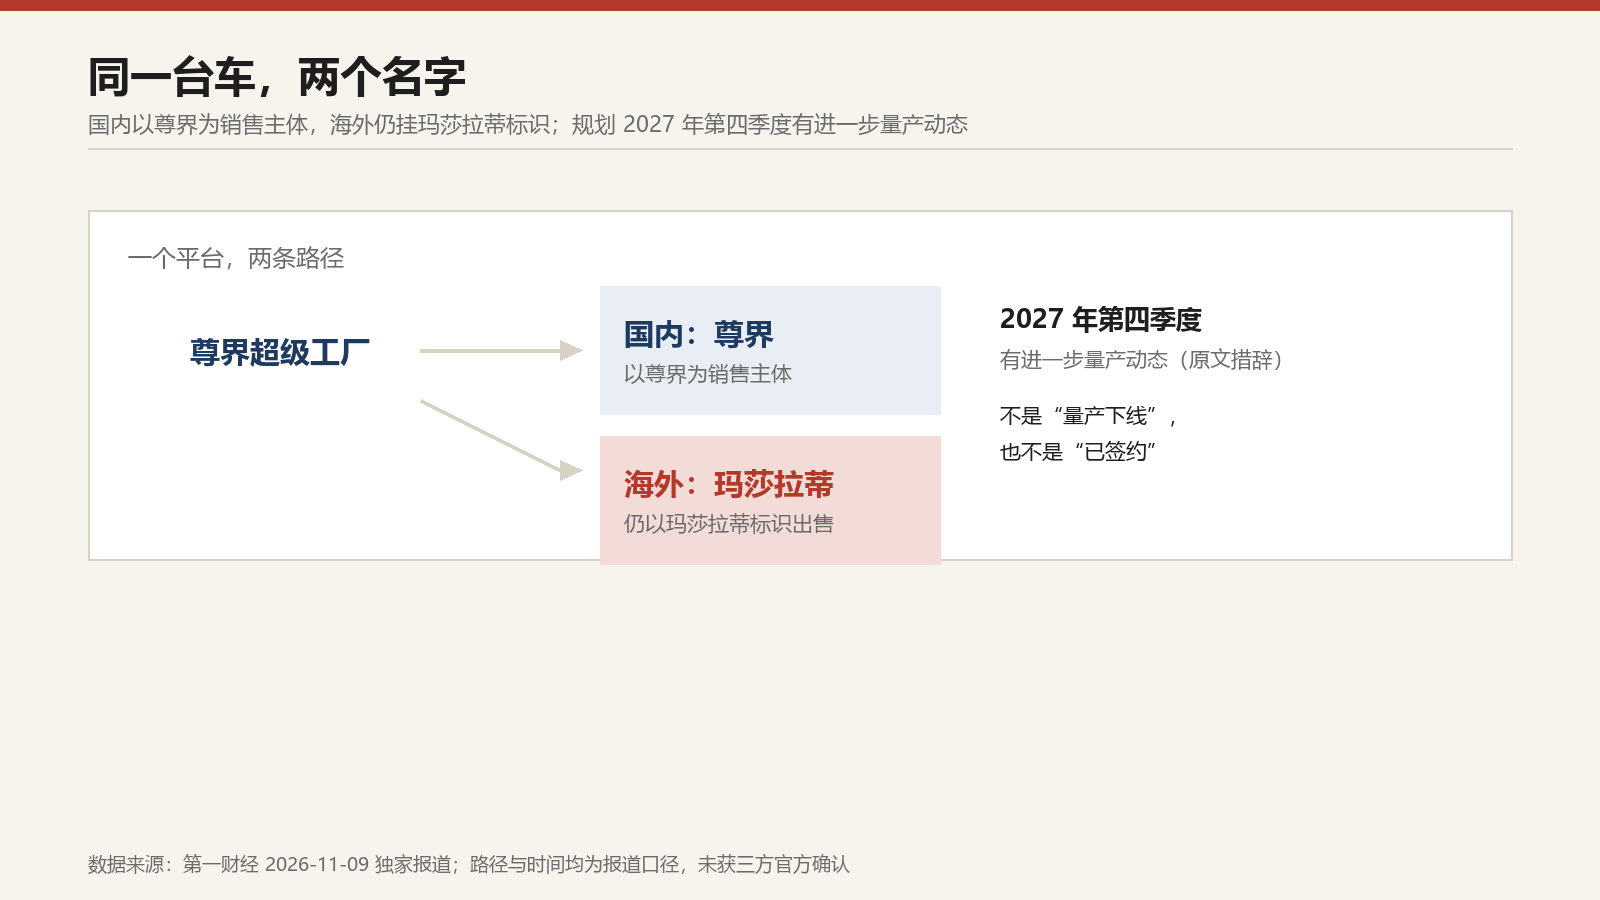 同一台车，两个名字
国内以尊界为销售主体，海外仍挂玛莎拉蒂标识；规划 2027 年第四季度有进一步量产动态
一个平台，两条路径
尊界超级工厂
国内：尊界
以尊界为销售主体
海外：玛莎拉蒂
仍以玛莎拉蒂标识出售
2027 年第四季度
有进一步量产动态（原文措辞）
不是“量产下线”，
也不是“已签约”
数据来源：第一财经 2026-11-09 独家报道；路径与时间均为报道口径，未获三方官方确认